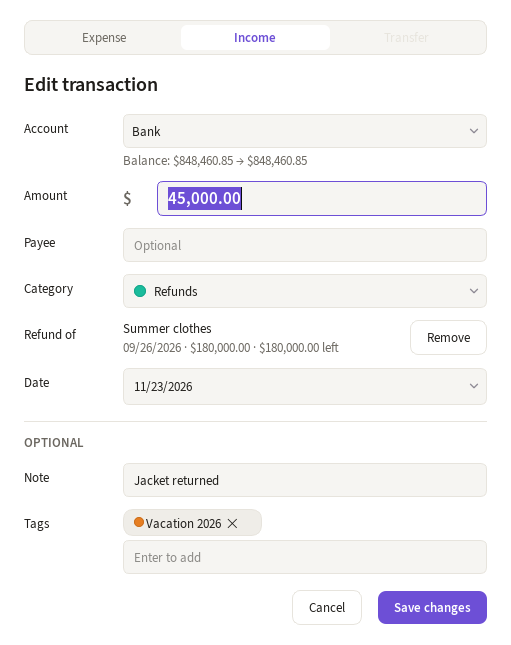 Expense
Income
Transfer
Edit transaction
Account
Bank
Balance: $848,460.85 → $848,460.85
Amount
$
45,000.00
Payee
Optional
Category
Refunds
Refund of
Summer clothes
09/26/2026 · $180,000.00 · $180,000.00 left
Remove
Date
11/23/2026
OPTIONAL
Note
Jacket returned
Tags
Vacation 2026
Enter to add
Cancel
Save changes